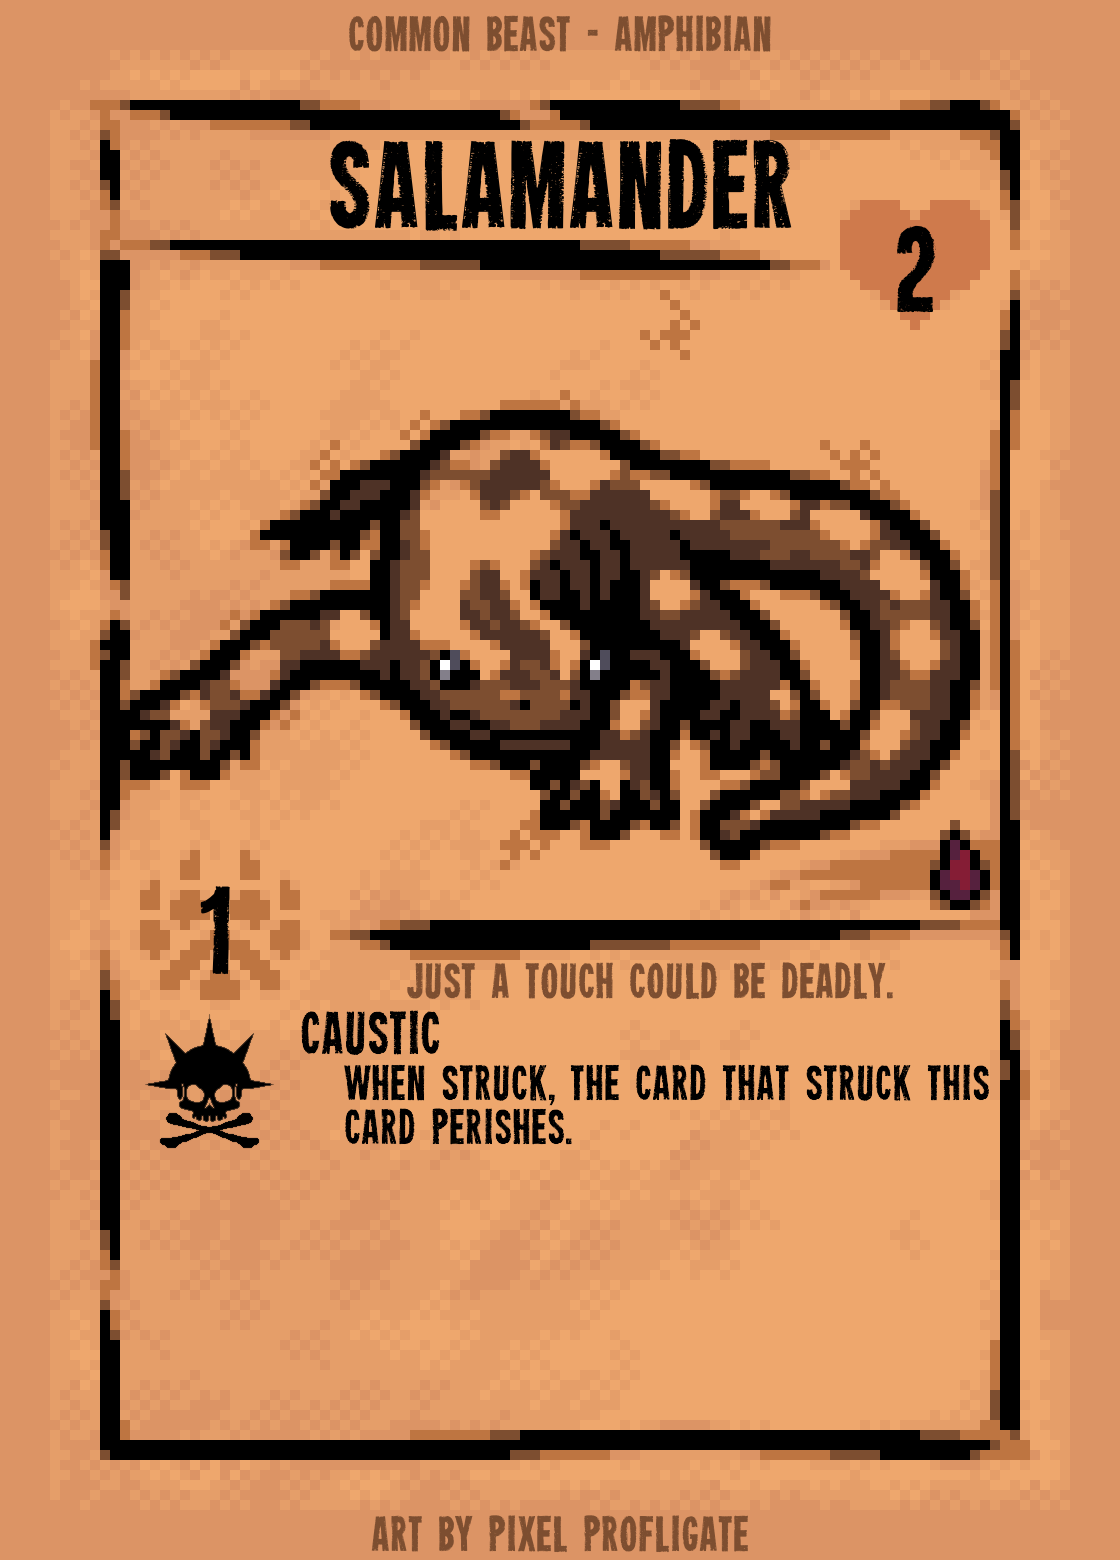 COMMON BEAST - AMPHIBIAN
SALAMANDER
2
1
JUST A TOUCH COULD BE DEADLY.
CAUSTIC
WHEN STRUCK, THE CARD THAT STRUCK THIS
CARD PERISHES.
ART BY PIXEL PROFLIGATE